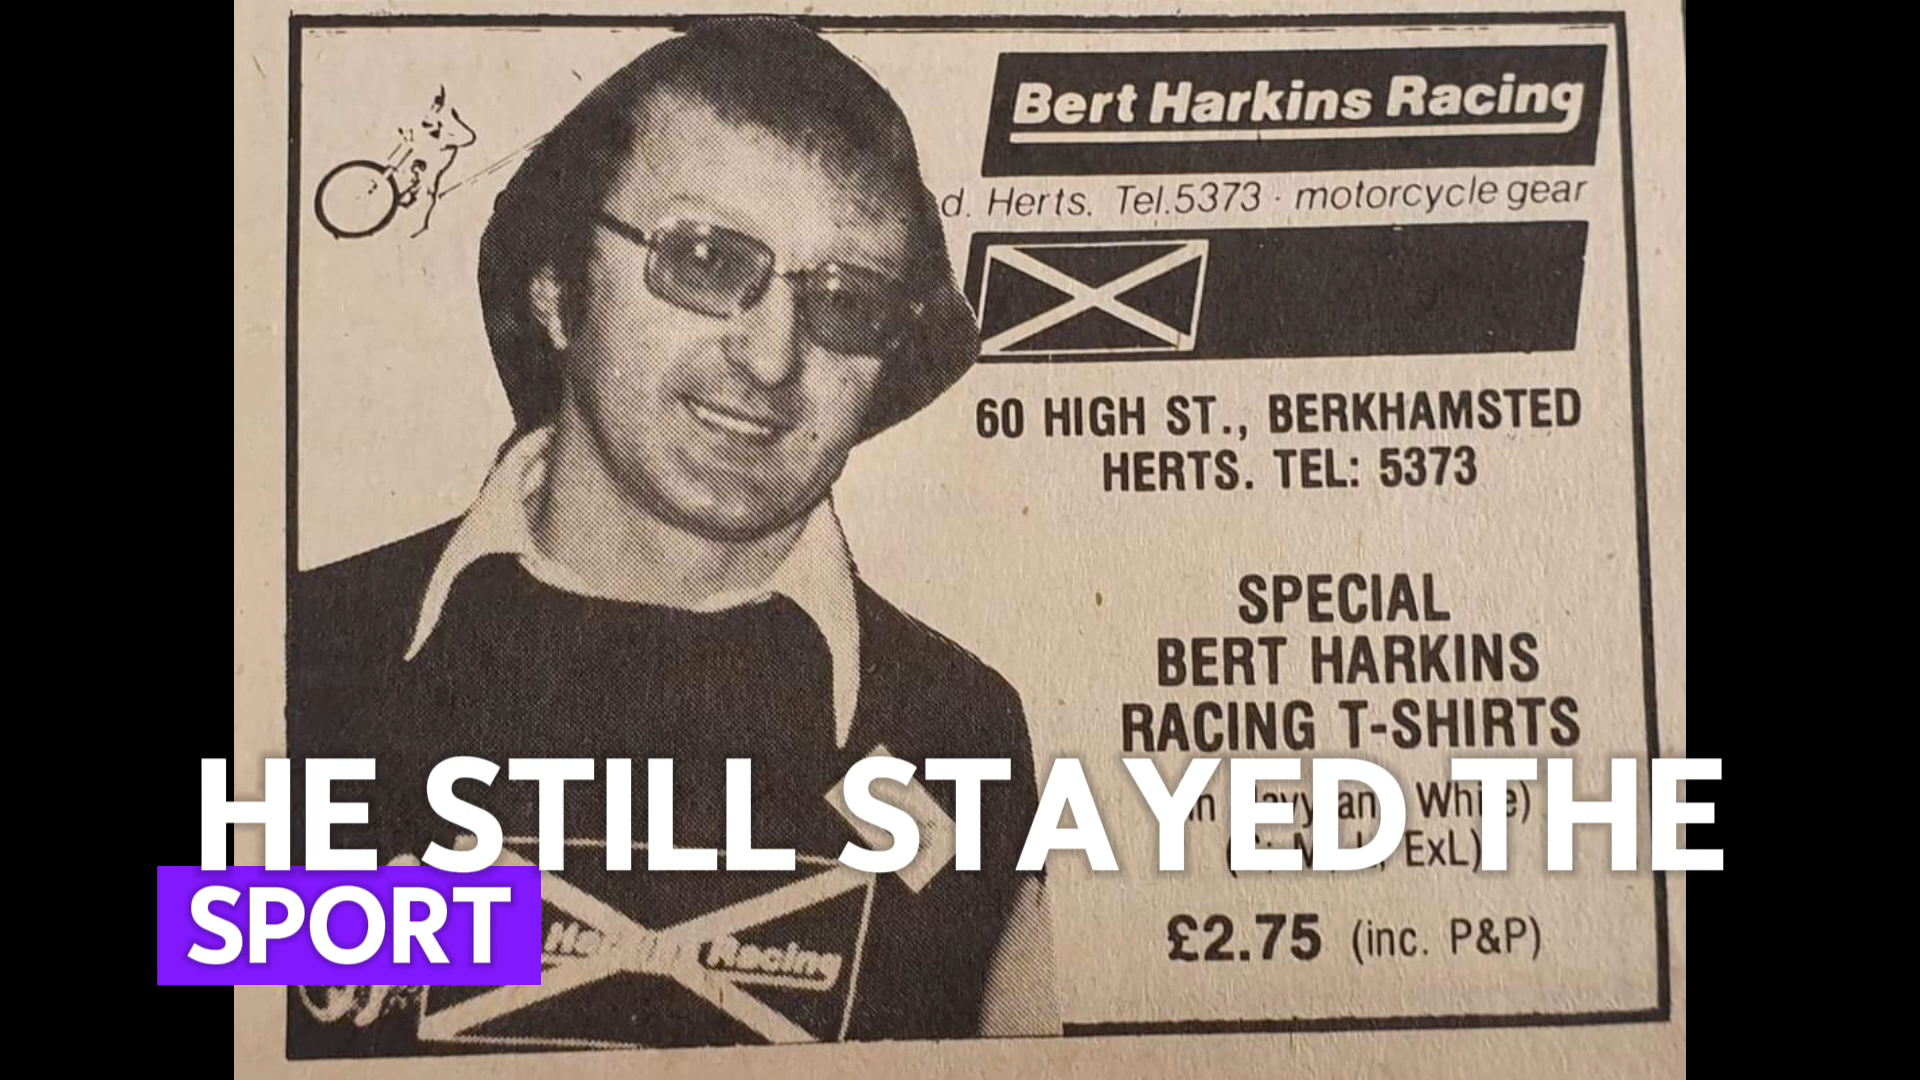 Bert Harkins Racing
d. Herts. Tel.5373 · motorcycle gear
60 HIGH ST., BERKHAMSTED
HERTS. TEL: 5373
SPECIAL
BERT HARKINS
RACING T-SHIRTS
White)
ExL)
£2.75 (inc. P&P)
Racing
HE STILL STAYED THE
SPORT